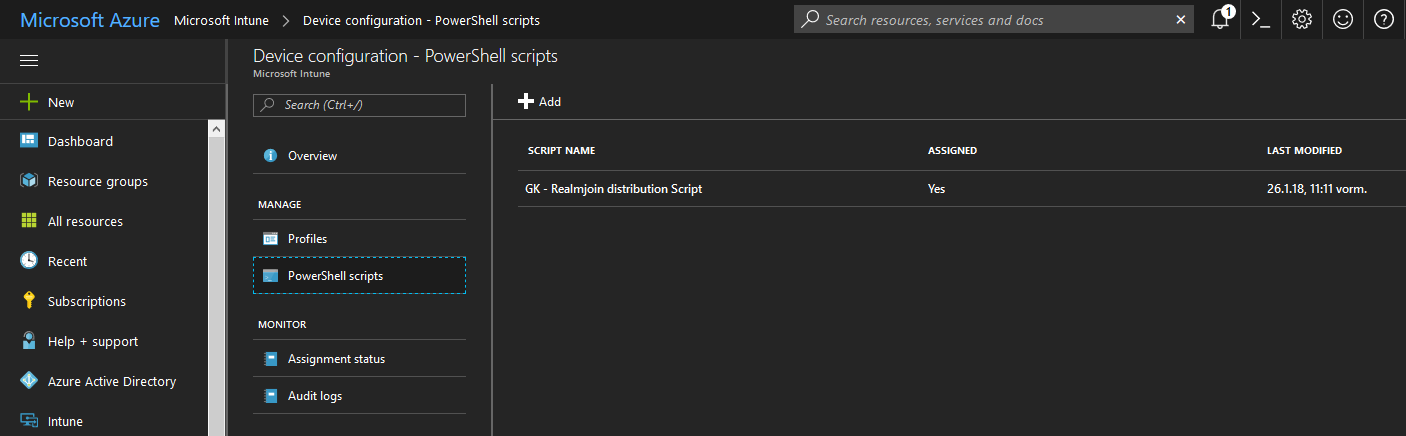 Microsoft Azure Microsoft Intune > Device configuration - PowerShell scripts
Search resources, services and docs
1
Device configuration - PowerShell scripts
Microsoft Intune
New
Dashboard
Resource groups
All resources
Recent
Subscriptions
Help + support
Azure Active Directory
Intune
Search (Ctrl+/)
Overview
MANAGE
Profiles
PowerShell scripts
MONITOR
Assignment status
Audit logs
Add
SCRIPT NAME ASSIGNED LAST MODIFIED
GK - Realmjoin distribution Script Yes 26.1.18, 11:11 vorm.